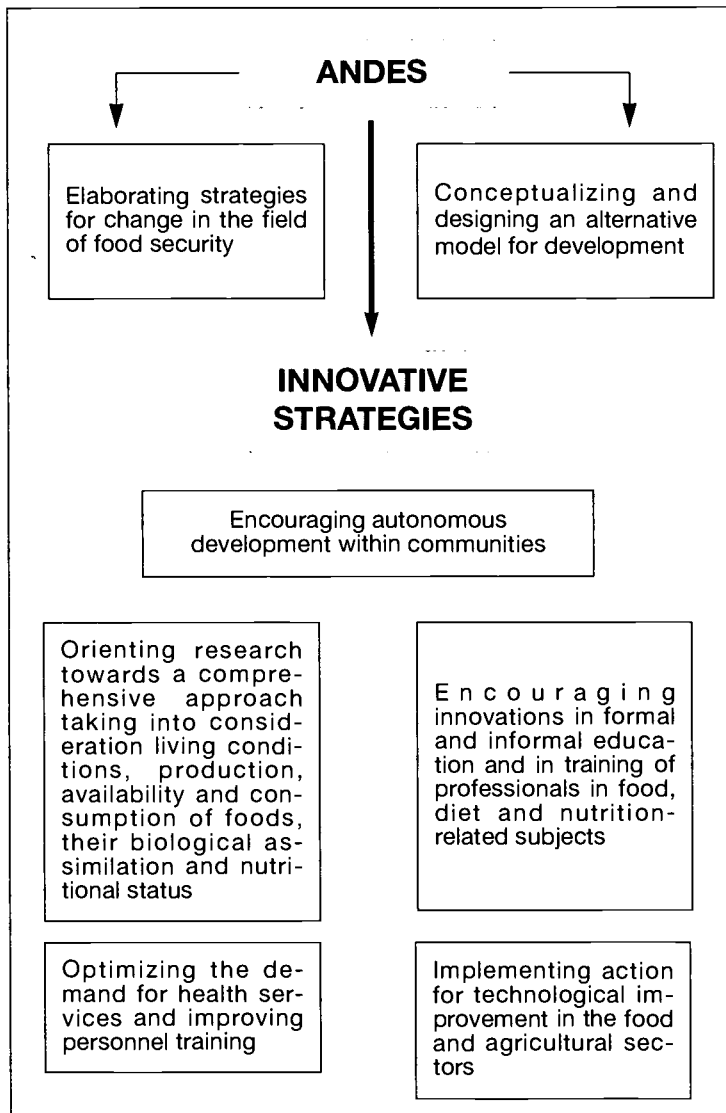 ANDES
Elaborating strategies
for change in the field
of food security
Conceptualizing and
designing an alternative
model for development
INNOVATIVE
STRATEGIES
Encouraging autonomous
development within communities
Orienting research
towards a compre-
hensive approach
taking into consid-
eration living condi-
tions, production,
availability and con-
sumption of foods,
their biological as-
similation and nutri-
tional status
Encouraging
innovations in formal
and informal educa-
tion and in training of
professionals in food,
diet and nutrition-
related subjects
Optimizing the de-
mand for health ser-
vices and improving
personnel training
Implementing action
for technological im-
provement in the food
and agricultural sec-
tors